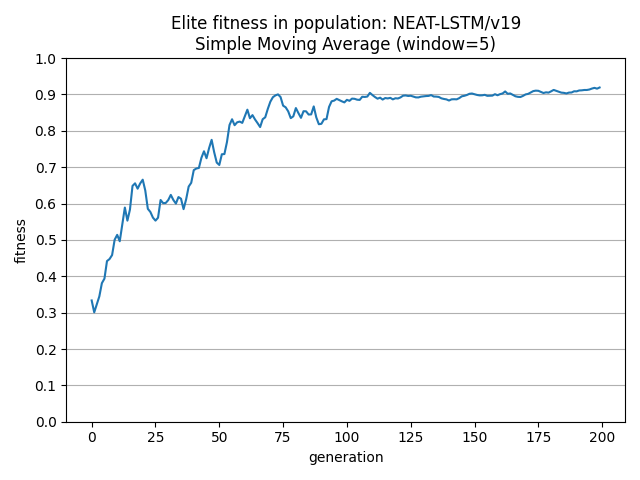 Elite fitness in population: NEAT-LSTM/v19
Simple Moving Average (window=5)
1.0
0.9
0.8
0.7
0.6
0.5
0.4
0.3
0.2
0.1
0.0
fitness
0 25 50 75 100 125 150 175 200
generation